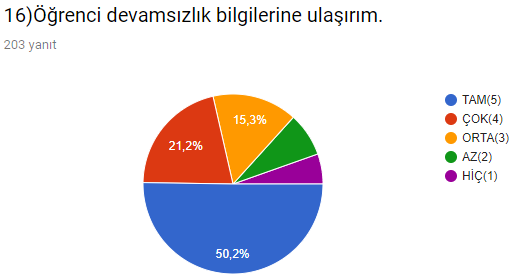 16)Öğrenci devamsızlık bilgilerine ulaşırım.
203 yanıt
15,3%
21,2%
50,2%
TAM(5)
ÇOK(4)
ORTA(3)
AZ(2)
HİÇ(1)